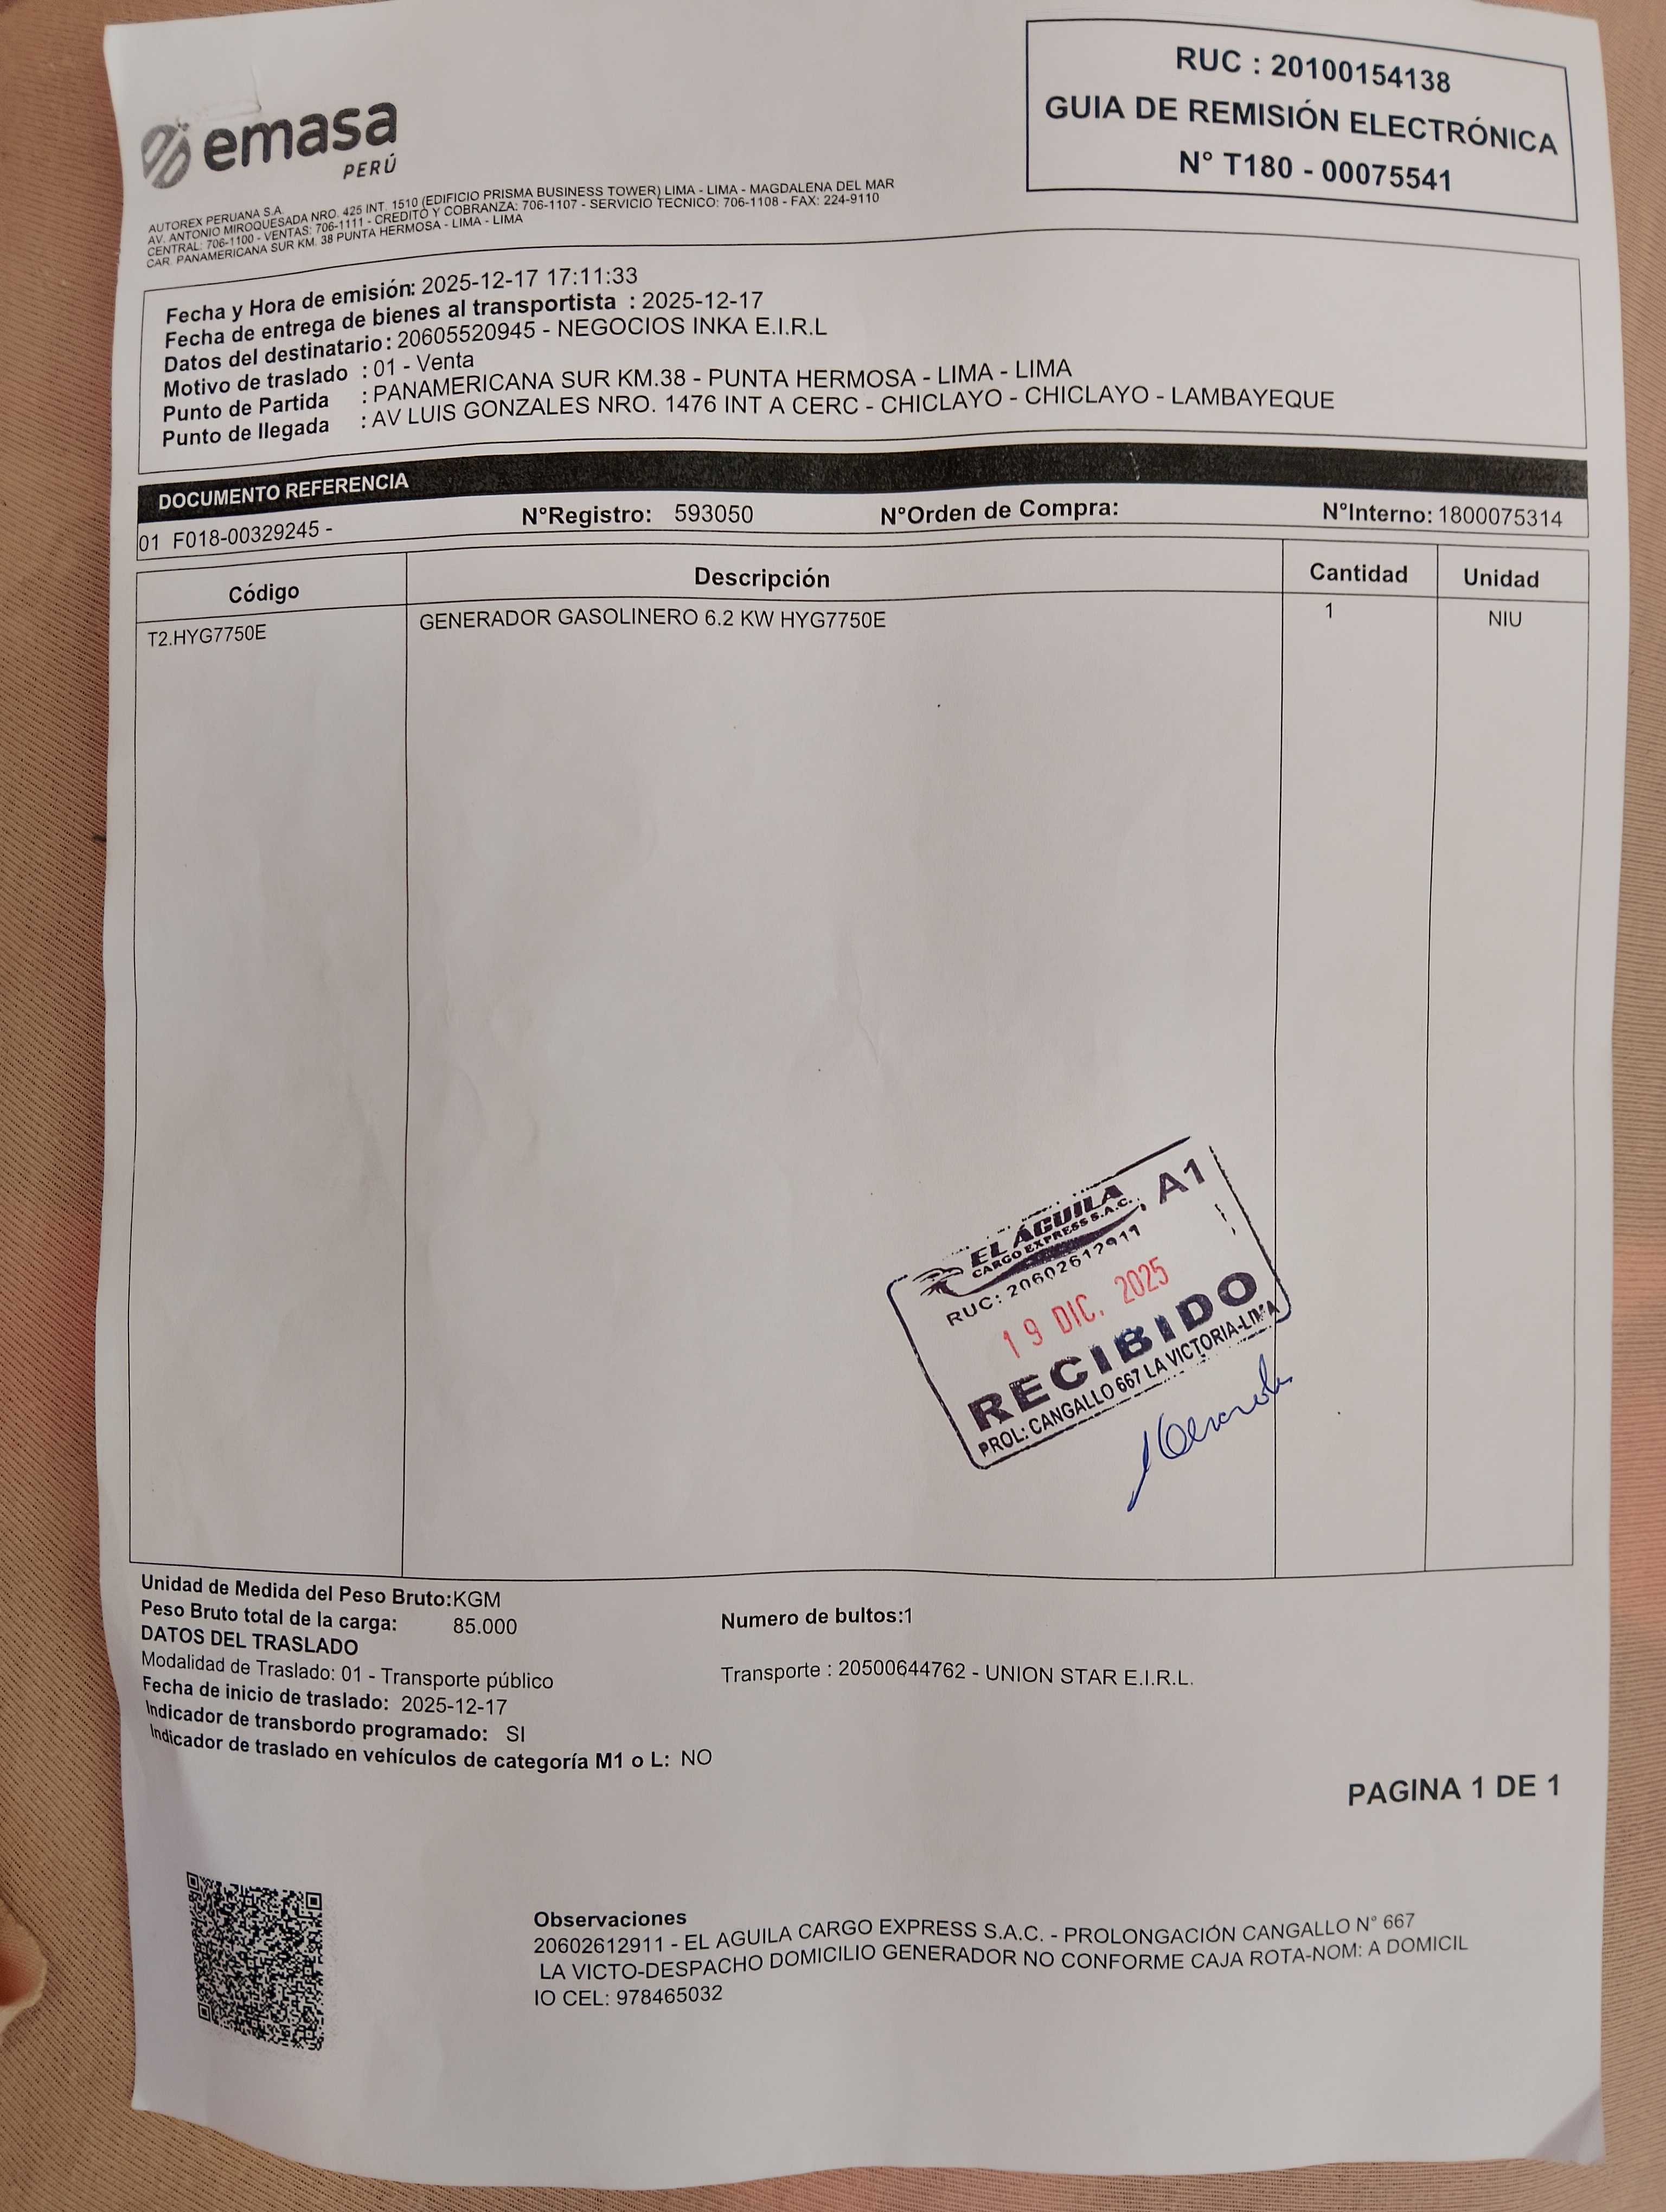 emasa
PERÚ
AUTOREX PERUANA S.A.
AV. ANTONIO MIROQUESADA NRO. 425 INT. 1510 (EDIFICIO PRISMA BUSINESS TOWER) LIMA - LIMA - MAGDALENA DEL MAR
CENTRAL: 706-1100 - VENTAS: 706-1111 - CREDITO Y COBRANZA: 706-1107 - SERVICIO TECNICO: 706-1108 - FAX: 224-9110
CAR. PANAMERICANA SUR KM. 38 PUNTA HERMOSA - LIMA - LIMA
RUC : 20100154138
GUIA DE REMISIÓN ELECTRÓNICA
N° T180 - 00075541
Fecha y Hora de emisión: 2025-12-17 17:11:33
Fecha de entrega de bienes al transportista : 2025-12-17
Datos del destinatario : 20605520945 - NEGOCIOS INKA E.I.R.L
Motivo de traslado : 01 - Venta
Punto de Partida : PANAMERICANA SUR KM.38 - PUNTA HERMOSA - LIMA - LIMA
Punto de llegada : AV LUIS GONZALES NRO. 1476 INT A CERC - CHICLAYO - CHICLAYO - LAMBAYEQUE
DOCUMENTO REFERENCIA
01 F018-00329245 - N°Registro: 593050 N°Orden de Compra: N°Interno: 1800075314
Código Descripción Cantidad Unidad
T2.HYG7750E GENERADOR GASOLINERO 6.2 KW HYG7750E 1 NIU
EL ÁGUILA A1
CARGO EXPRESS S.A.C.
RUC: 20602612911
19 DIC. 2025
RECIBIDO
PROL: CANGALLO 667 LA VICTORIA-LIMA
Unidad de Medida del Peso Bruto:KGM
Peso Bruto total de la carga: 85.000 Numero de bultos:1
DATOS DEL TRASLADO
Modalidad de Traslado: 01 - Transporte público Transporte : 20500644762 - UNION STAR E.I.R.L.
Fecha de inicio de traslado: 2025-12-17
Indicador de transbordo programado: SI
Indicador de traslado en vehículos de categoría M1 o L: NO
PAGINA 1 DE 1
Observaciones
20602612911 - EL AGUILA CARGO EXPRESS S.A.C. - PROLONGACIÓN CANGALLO N° 667
LA VICTO-DESPACHO DOMICILIO GENERADOR NO CONFORME CAJA ROTA-NOM: A DOMICIL
IO CEL: 978465032